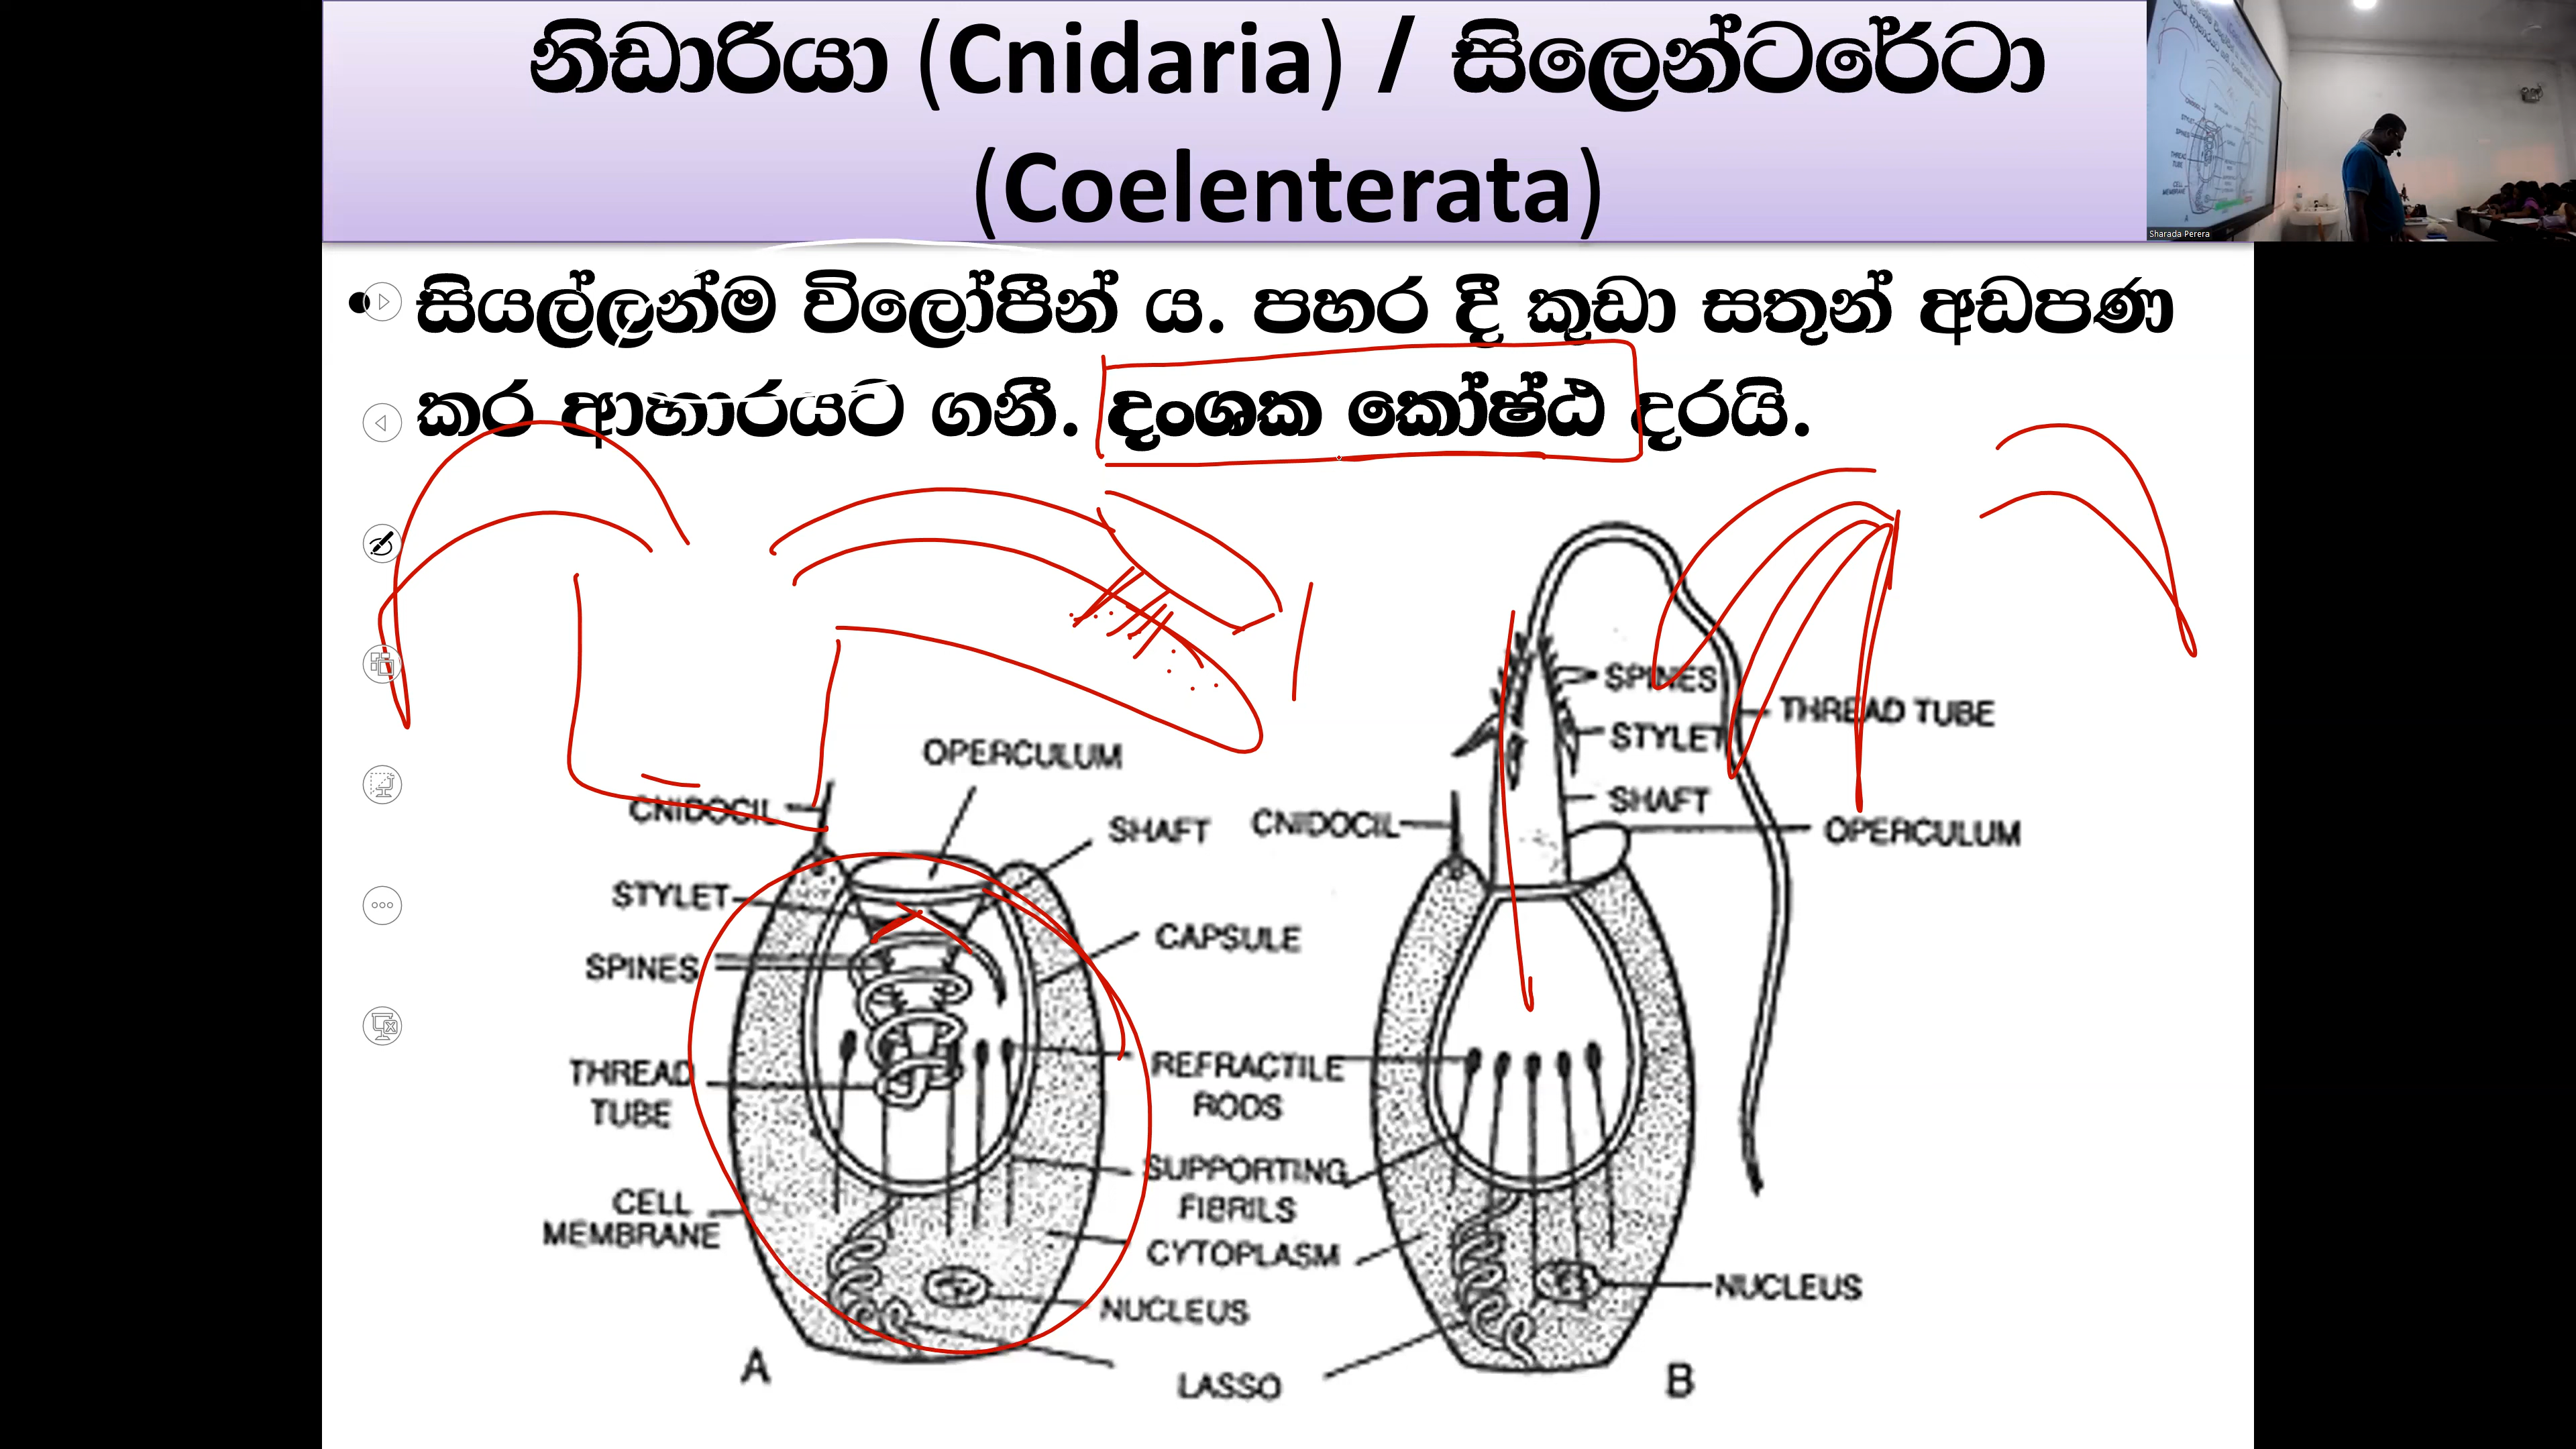 නිඩාරියා (Cnidaria) / සිලෙන්ටරේටා
(Coelenterata)
Sharada Perera
• සියල්ලන්ම විලෝපීන් ය. පහර දී කුඩා සතුන් අඩපණ
කර ආහාරයට ගනී. දංශක කෝෂ්ඨ දරයි.
OPERCULUM
CNIDOCIL
SHAFT
STYLET
CAPSULE
SPINES
REFRACTILE
RODS
THREAD
TUBE
SUPPORTING
FIBRILS
CELL
MEMBRANE
CYTOPLASM
NUCLEUS
LASSO
A
SPINES
THREAD TUBE
STYLET
SHAFT
CNIDOCIL
OPERCULUM
NUCLEUS
B